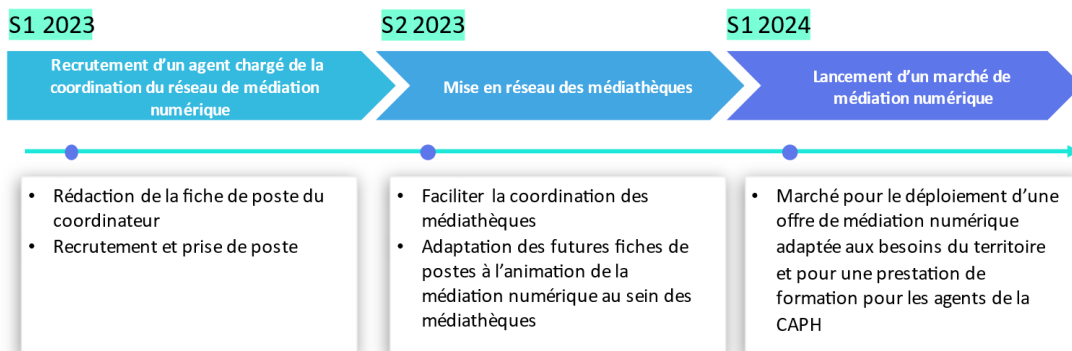 S1 2023
S2 2023
S1 2024
Recrutement d'un agent chargé de la
coordination du réseau de médiation
numérique
Mise en réseau des médiathèques
Lancement d'un marché de
médiation numérique
• Rédaction de la fiche de poste du
coordinateur
• Recrutement et prise de poste
• Faciliter la coordination des
médiathèques
• Adaptation des futures fiches de
postes à l'animation de la
médiation numérique au sein des
médiathèques
• Marché pour le déploiement d'une
offre de médiation numérique
adaptée aux besoins du territoire
et pour une prestation de
formation pour les agents de la
CAPH